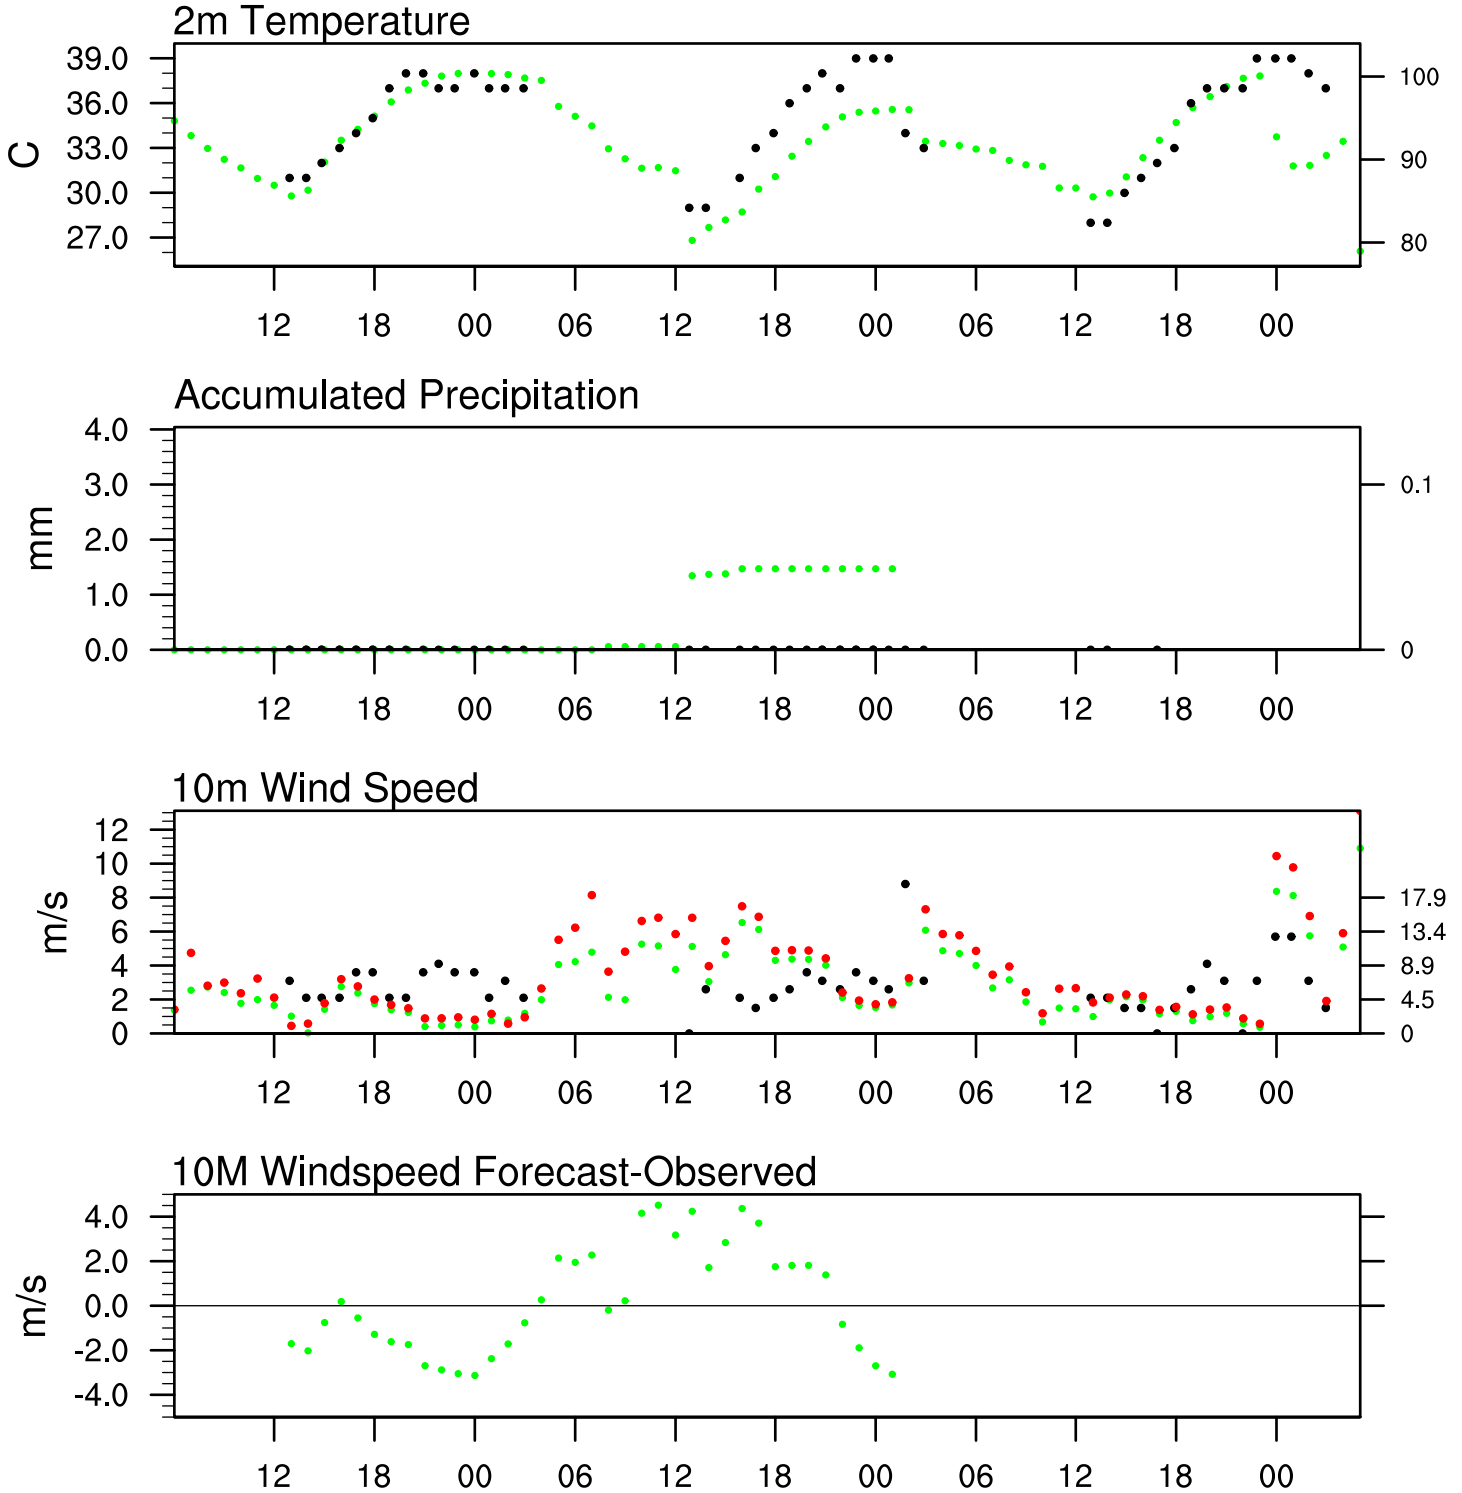 2m Temperature
39.0
36.0
33.0
30.0
27.0
C
100
90
80
12 18 00 06 12 18 00 06 12 18 00
Accumulated Precipitation
4.0
3.0
2.0
1.0
0.0
mm
0.1
0
12 18 00 06 12 18 00 06 12 18 00
10m Wind Speed
12
10
8
6
4
2
0
m/s
17.9
13.4
8.9
4.5
0
12 18 00 06 12 18 00 06 12 18 00
10M Windspeed Forecast-Observed
4.0
2.0
0.0
-2.0
-4.0
m/s
12 18 00 06 12 18 00 06 12 18 00